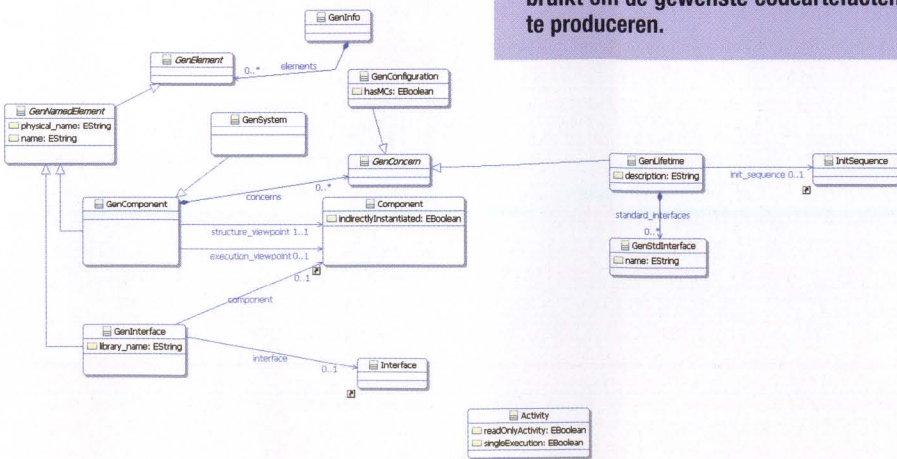 bruikt om de gewenste codeartefacten
te produceren.
GenInfo
GenElement
0..*
elements
GenConfiguration
hasMCs: EBoolean
GenNamedElement
physical_name: EString
name: EString
GenSystem
GenConcern
GenLifetime
description: EString
init_sequence 0..1
InitSequence
concerns
0..*
GenComponent
Component
indirectlyInstantiated: EBoolean
standard_interfaces
0..*
structure_viewpoint 1..1
execution_viewpoint 0..1
GenStdInterface
name: EString
0..1
component
GenInterface
library_name: EString
interface
0..1
Interface
Activity
readOnlyActivity: EBoolean
singleExecution: EBoolean